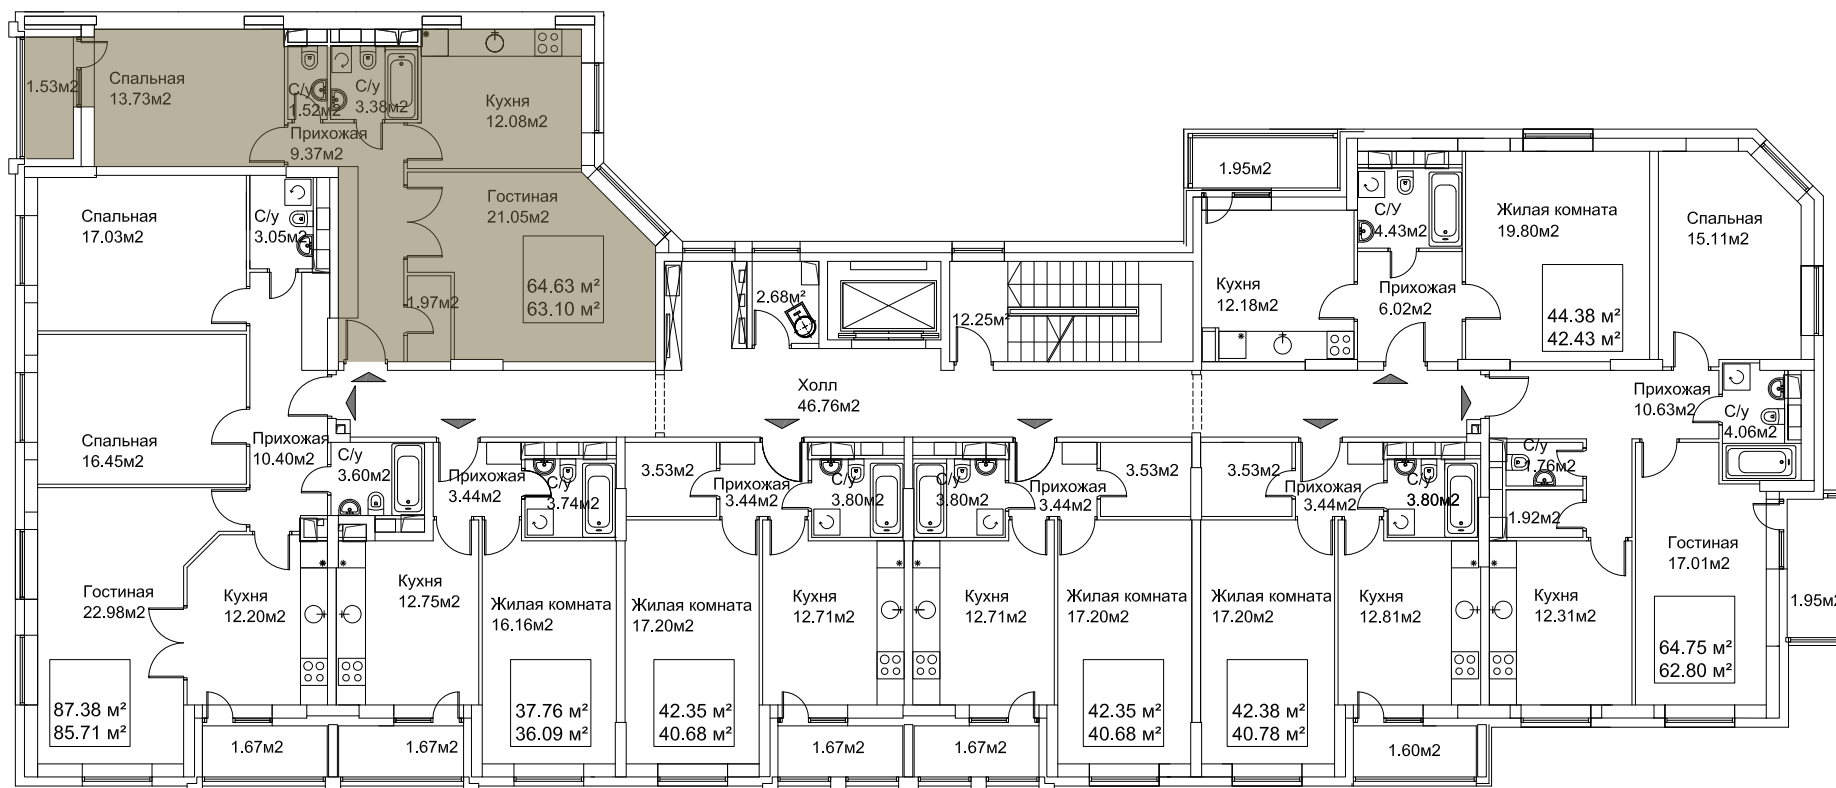 1.53м2
Спальная
13.73м2
С/у
1.52м2
С/у
3.38м2
Кухня
12.08м2
Прихожая
9.37м2
Гостиная
21.05м2
1.97м2
64.63 м²
63.10 м²
Спальная
17.03м2
С/у
3.05м2
Спальная
16.45м2
Прихожая
10.40м2
С/у
3.60м2
Гостиная
22.98м2
Кухня
12.20м2
87.38 м²
85.71 м²
1.67м2
2.68м²
12.25м²
Холл
46.76м2
Прихожая
3.44м2
С/у
3.74м2
Кухня
12.75м2
Жилая комната
16.16м2
37.76 м²
36.09 м²
1.67м2
3.53м2
Прихожая
3.44м2
С/у
3.80м2
Жилая комната
17.20м2
Кухня
12.71м2
42.35 м²
40.68 м²
1.67м2
С/у
3.80м2
Прихожая
3.44м2
3.53м2
Кухня
12.71м2
Жилая комната
17.20м2
42.35 м²
40.68 м²
1.67м2
3.53м2
Прихожая
3.44м2
С/у
3.80м2
Жилая комната
17.20м2
Кухня
12.81м2
42.38 м²
40.78 м²
1.60м2
1.95м2
Кухня
12.18м2
С/У
4.43м2
Прихожая
6.02м2
Жилая комната
19.80м2
44.38 м²
42.43 м²
Спальная
15.11м2
Прихожая
10.63м2
С/у
4.06м2
С/у
1.76м2
1.92м2
Гостиная
17.01м2
Кухня
12.31м2
64.75 м²
62.80 м²
1.95м2